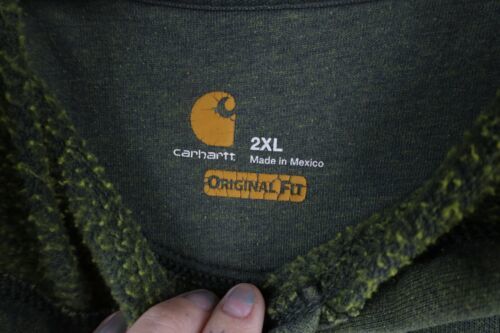 2XL
carhartt
Made in Mexico
ORIGINAL FIT